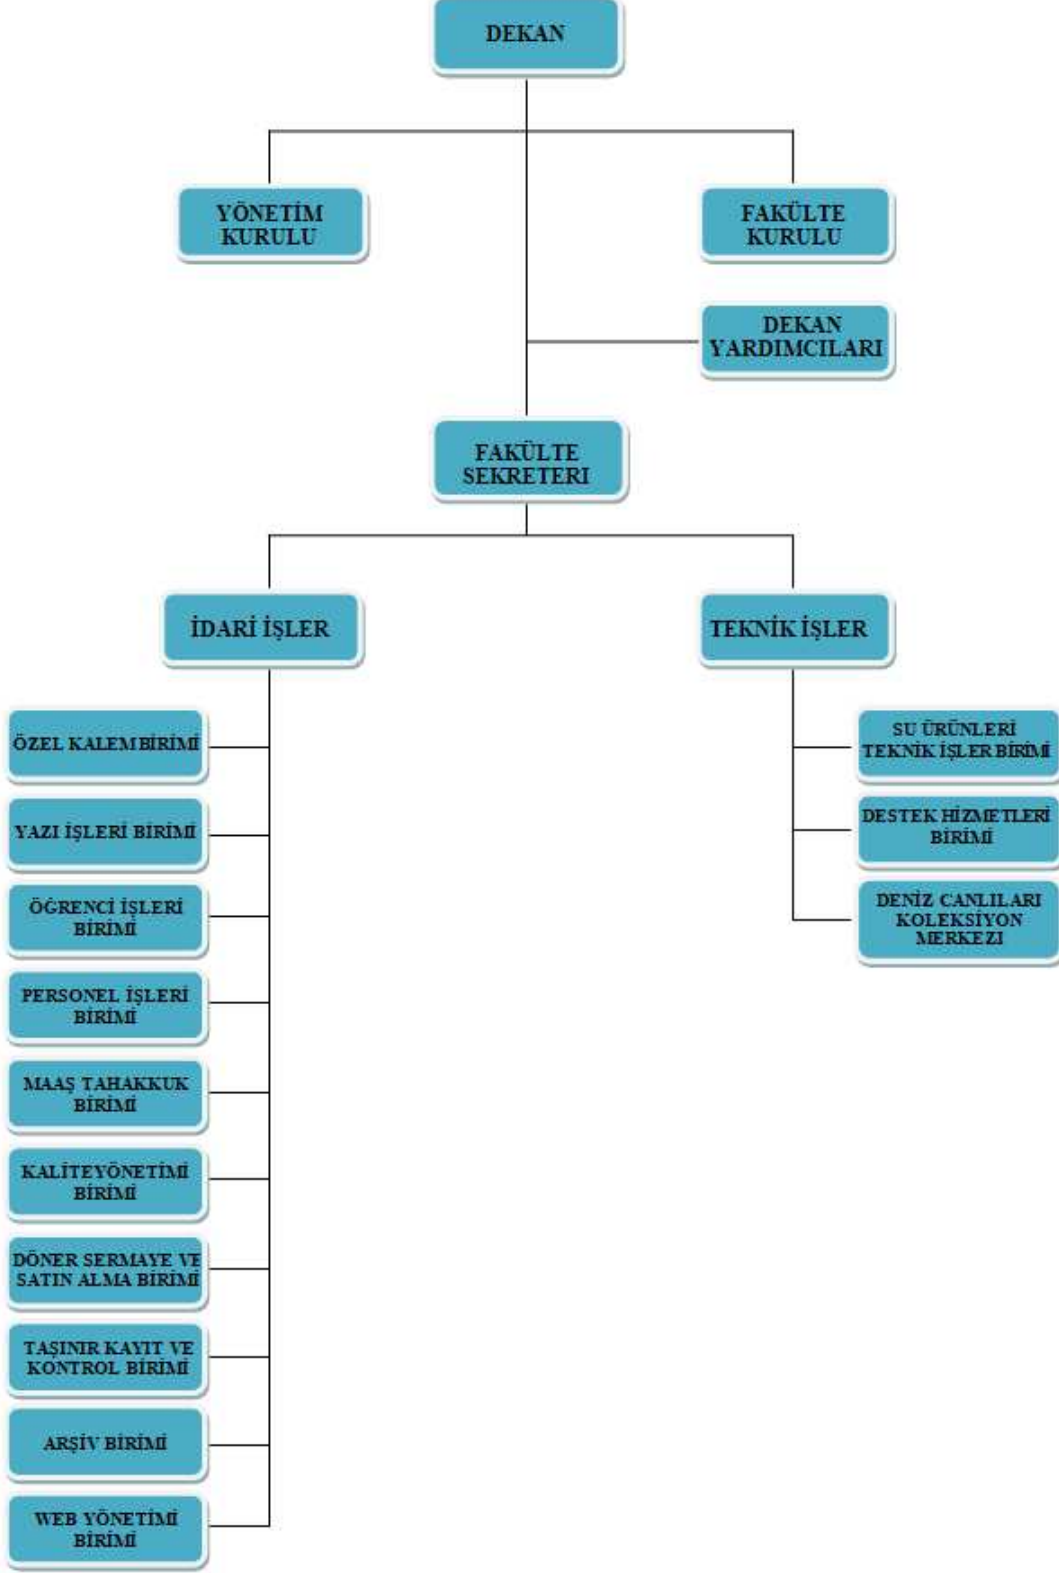 DEKAN
YÖNETİM
KURULU
FAKÜLTE
KURULU
DEKAN
YARDIMCILARI
FAKÜLTE
SEKRETERI
İDARİ İŞLER
TEKNİK İŞLER
ÖZEL KALEM BİRİMİ
YAZI İŞLERİ BİRİMİ
ÖĞRENCİ İŞLERİ
BİRİMİ
PERSONEL İŞLERİ
BİRİMİ
MAAŞ TAHAKKUK
BİRİMİ
KALİTEYÖNETİMİ
BİRİMİ
DÖNER SERMAYE VE
SATIN ALMA BİRİMİ
TAŞINIR KAYIT VE
KONTROL BİRİMİ
ARŞİV BİRİMİ
WEB YÖNETİMİ
BİRİMİ
SU ÜRÜNLERİ
TEKNİK İŞLER BİRİMİ
DESTEK HİZMETLERİ
BİRİMİ
DENİZ CANLILARI
KOLEKSİYON
MERKEZI